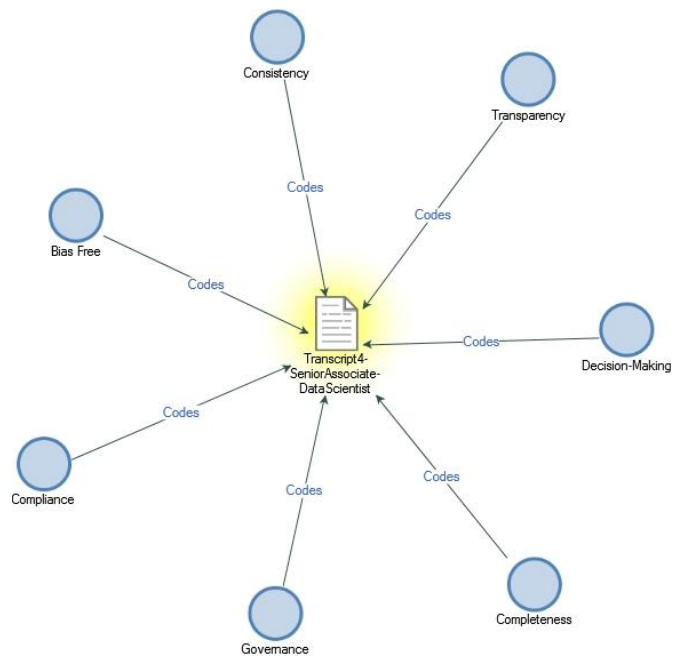 Consistency
Transparency
Codes
Codes
Bias Free
Codes
Codes
Decision-Making
Transcript4-
SeniorAssociate-
DataScientist
Codes
Compliance
Codes
Codes
Completeness
Governance